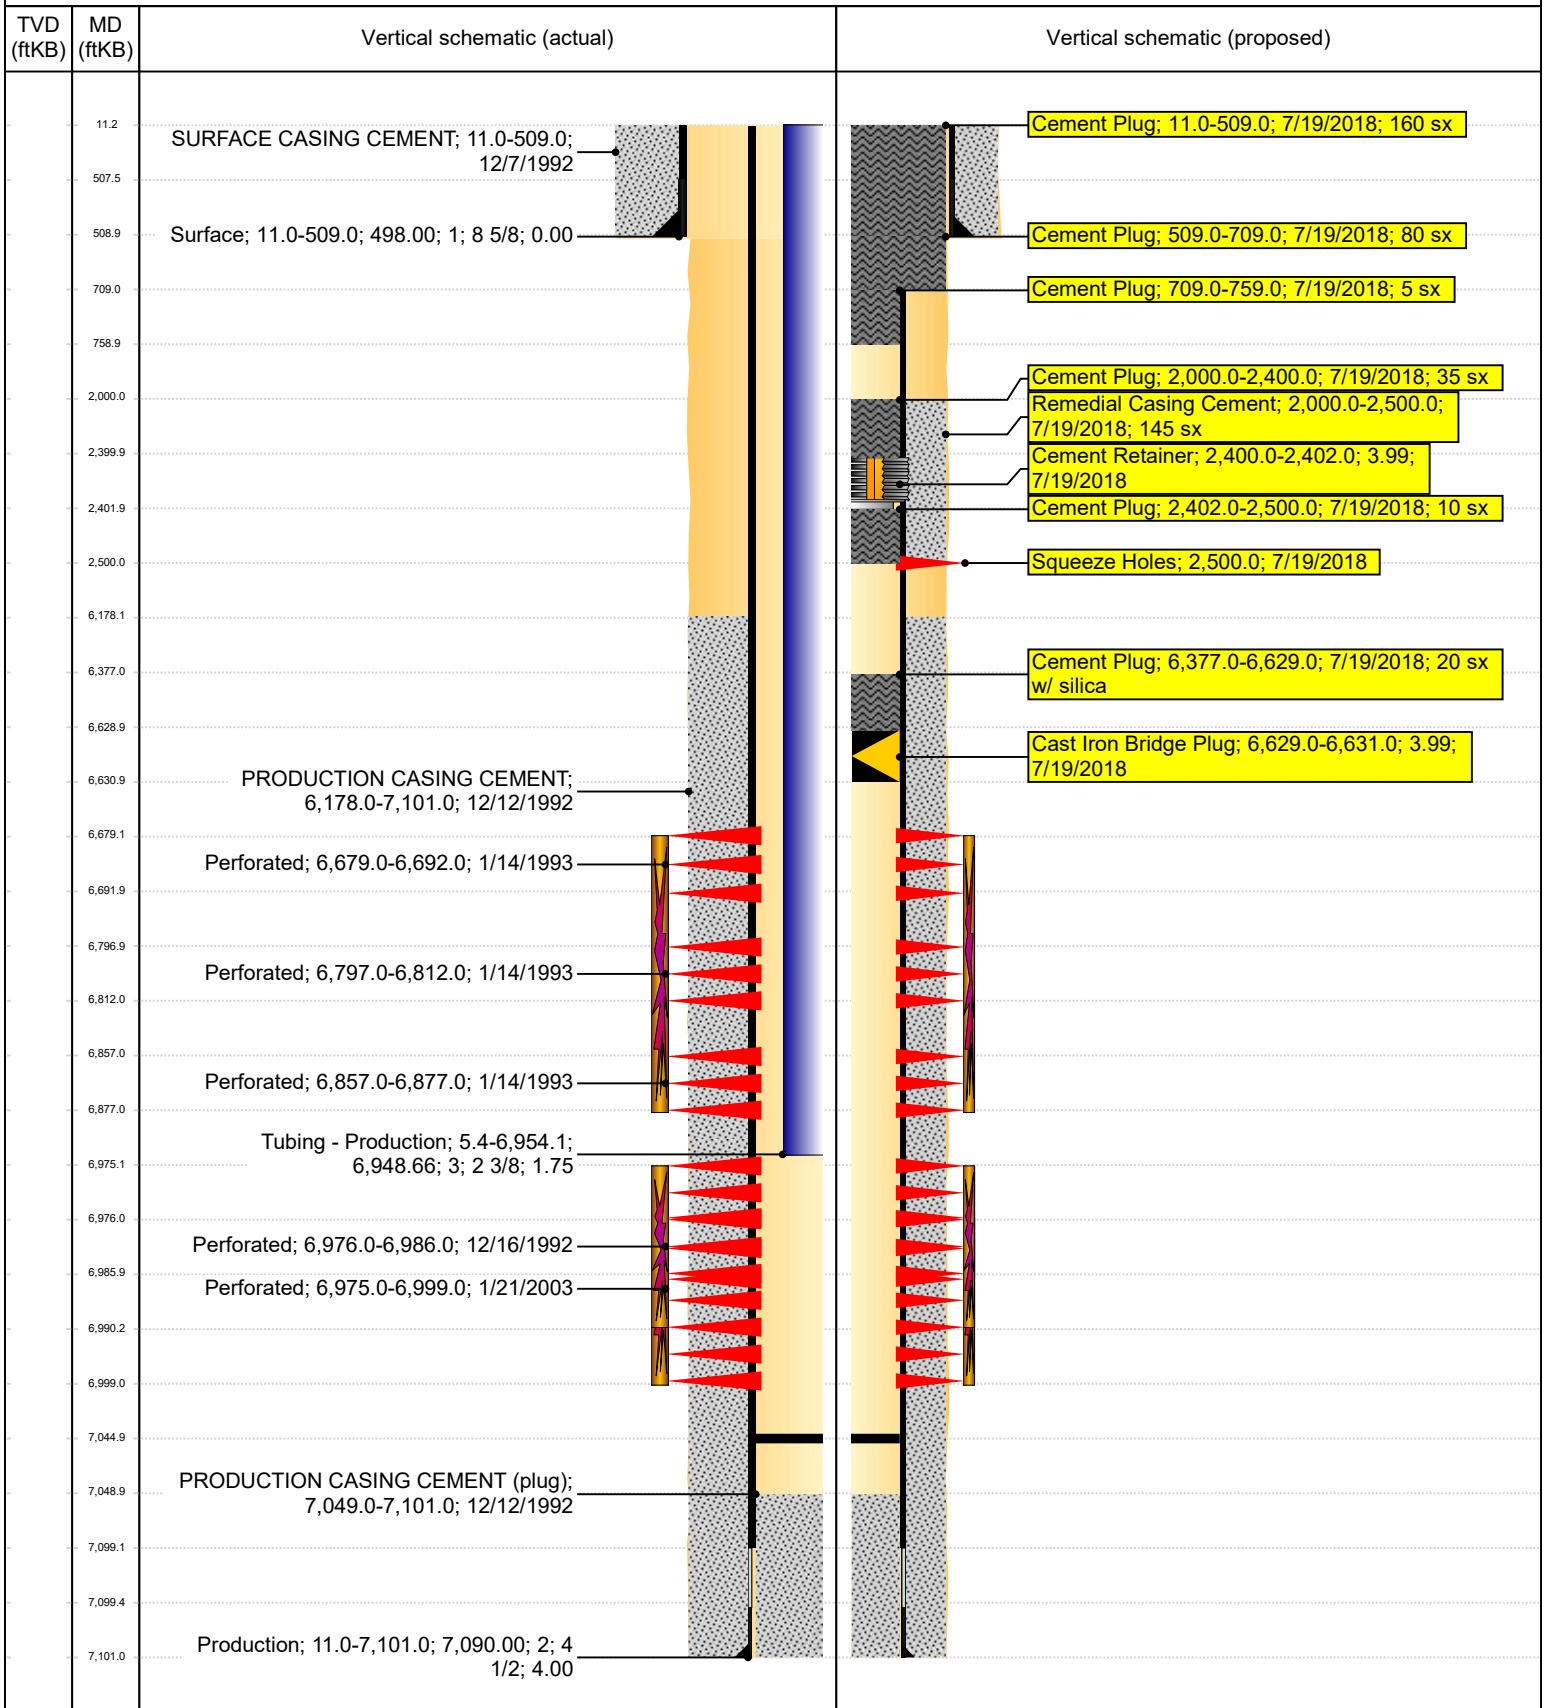 TVD
(ftKB)
MD
(ftKB)
Vertical schematic (actual)
Vertical schematic (proposed)
11.2
507.5
508.9
709.0
758.9
2,000.0
2,399.9
2,401.9
2,500.0
6,178.1
6,377.0
6,628.9
6,630.9
6,679.1
6,691.9
6,796.9
6,812.0
6,857.0
6,877.0
6,975.1
6,976.0
6,985.9
6,990.2
6,999.0
7,044.9
7,048.9
7,099.1
7,099.4
7,101.0
SURFACE CASING CEMENT; 11.0-509.0;
12/7/1992
Surface; 11.0-509.0; 498.00; 1; 8 5/8; 0.00
PRODUCTION CASING CEMENT;
6,178.0-7,101.0; 12/12/1992
Perforated; 6,679.0-6,692.0; 1/14/1993
Perforated; 6,797.0-6,812.0; 1/14/1993
Perforated; 6,857.0-6,877.0; 1/14/1993
Tubing - Production; 5.4-6,954.1;
6,948.66; 3; 2 3/8; 1.75
Perforated; 6,976.0-6,986.0; 12/16/1992
Perforated; 6,975.0-6,999.0; 1/21/2003
PRODUCTION CASING CEMENT (plug);
7,049.0-7,101.0; 12/12/1992
Production; 11.0-7,101.0; 7,090.00; 2; 4
1/2; 4.00
Cement Plug; 11.0-509.0; 7/19/2018; 160 sx
Cement Plug; 509.0-709.0; 7/19/2018; 80 sx
Cement Plug; 709.0-759.0; 7/19/2018; 5 sx
Cement Plug; 2,000.0-2,400.0; 7/19/2018; 35 sx
Remedial Casing Cement; 2,000.0-2,500.0;
7/19/2018; 145 sx
Cement Retainer; 2,400.0-2,402.0; 3.99;
7/19/2018
Cement Plug; 2,402.0-2,500.0; 7/19/2018; 10 sx
Squeeze Holes; 2,500.0; 7/19/2018
Cement Plug; 6,377.0-6,629.0; 7/19/2018; 20 sx
w/ silica
Cast Iron Bridge Plug; 6,629.0-6,631.0; 3.99;
7/19/2018